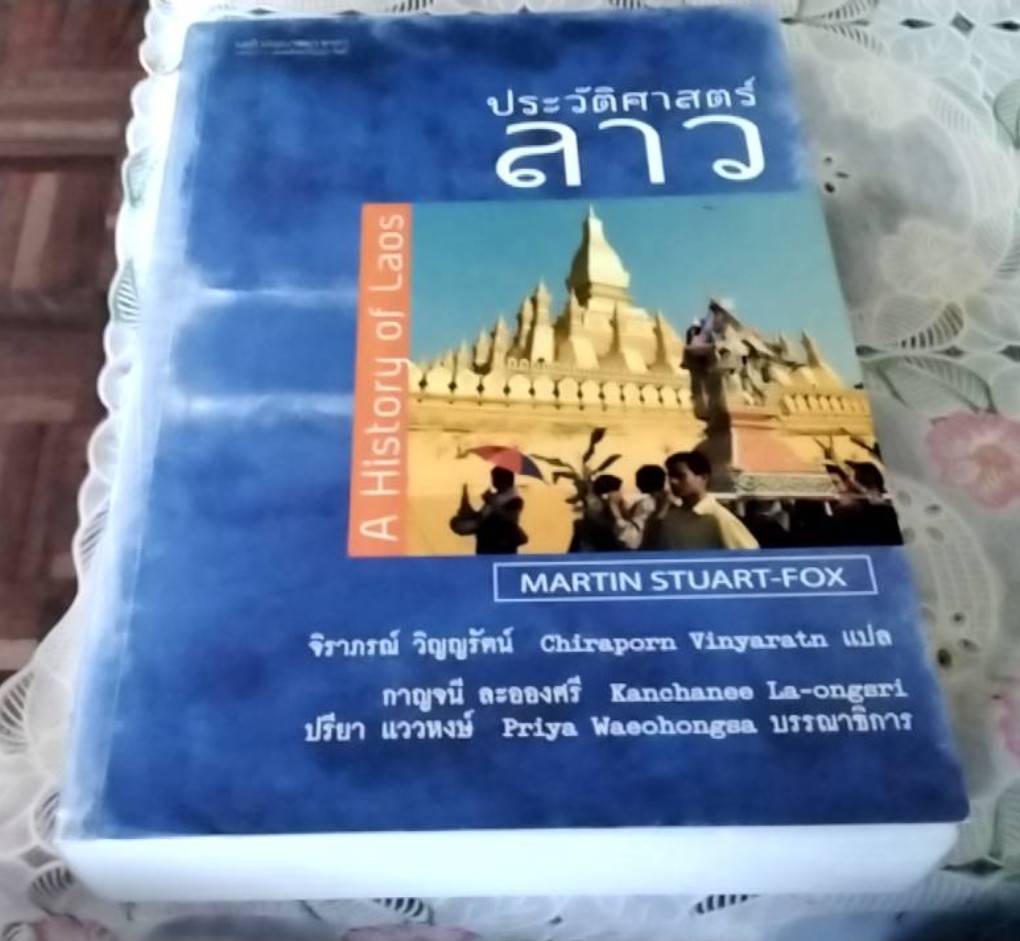 ประวัติศาสตร์
ลาว
A History of Laos
MARTIN STUART-FOX
จิราภรณ์ วิญญรัตน์ Chiraporn Vinyaratn แปล
กาญจนี ละอองศรี Kanchanee La-ongsri
ปรียา แววหงษ์ Priya Waeohongsa บรรณาธิการ